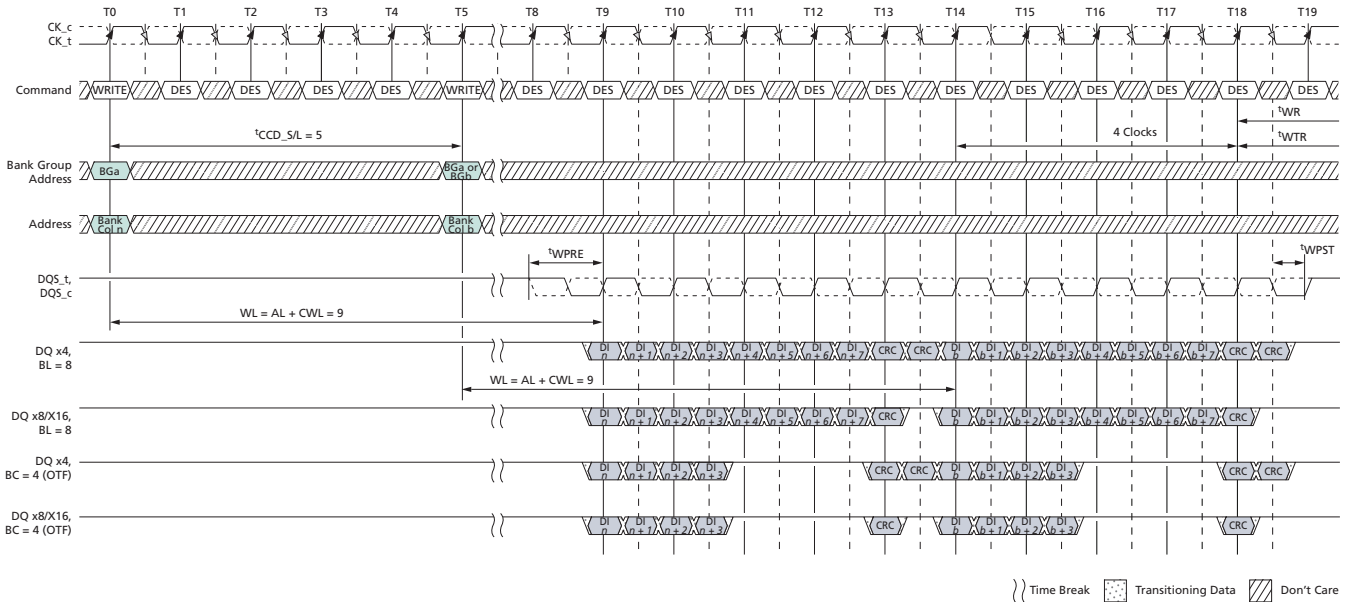 T0 T1 T2 T3 T4 T5 T8 T9 T10 T11 T12 T13 T14 T15 T16 T17 T18 T19
CK_c
CK_t
Command WRITE DES DES DES DES WRITE DES DES DES DES DES DES DES DES DES DES DES DES
tWR
tCCD_S/L = 5
4 Clocks
tWTR
Bank Group
Address
BGa
BGa or
BGb
Address
Bank
Col n
Bank
Col b
tWPRE
tWPST
DQS_t,
DQS_c
WL = AL + CWL = 9
DQ x4,
BL = 8
DI n DI n + 1 DI n + 2 DI n + 3 DI n + 4 DI n + 5 DI n + 6 DI n + 7 CRC CRC DI b DI b + 1 DI b + 2 DI b + 3 DI b + 4 DI b + 5 DI b + 6 DI b + 7 CRC CRC
WL = AL + CWL = 9
DQ x8/X16,
BL = 8
DI n DI n + 1 DI n + 2 DI n + 3 DI n + 4 DI n + 5 DI n + 6 DI n + 7 CRC DI b DI b + 1 DI b + 2 DI b + 3 DI b + 4 DI b + 5 DI b + 6 DI b + 7 CRC
DQ x4,
BC = 4 (OTF)
DI n DI n + 1 DI n + 2 DI n + 3 CRC CRC DI b DI b + 1 DI b + 2 DI b + 3 CRC CRC
DQ x8/X16,
BC = 4 (OTF)
DI n DI n + 1 DI n + 2 DI n + 3 CRC DI b DI b + 1 DI b + 2 DI b + 3 CRC
Time Break Transitioning Data Don't Care